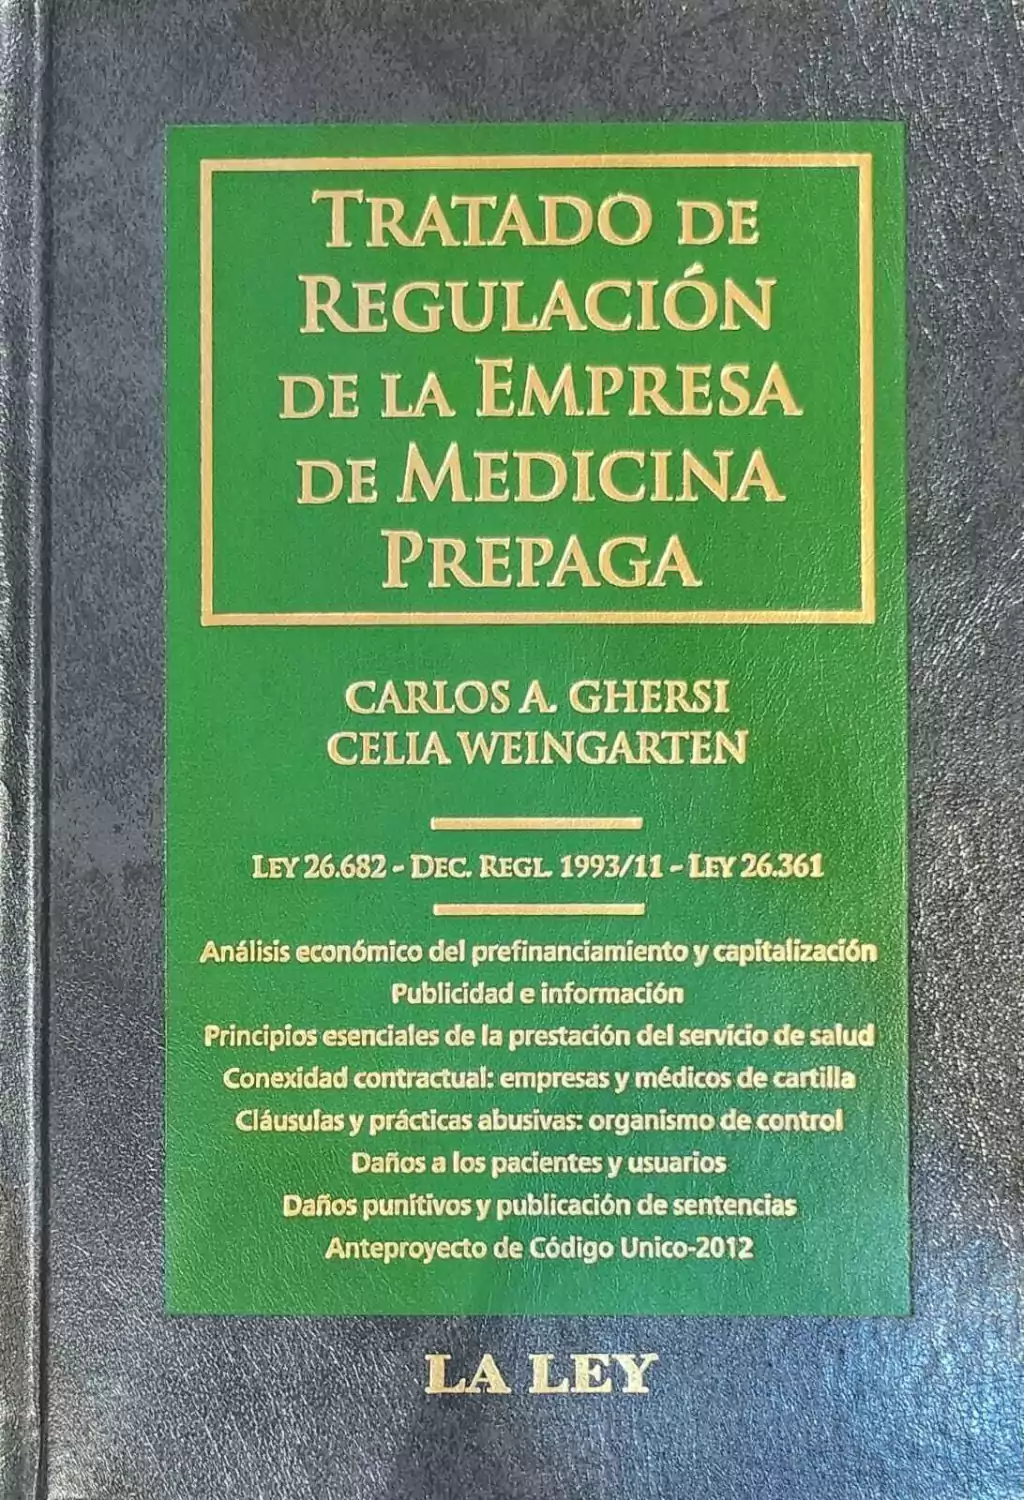 TRATADO DE
REGULACIÓN
DE LA EMPRESA
DE MEDICINA
PREPAGA
CARLOS A. GHERSI
CELIA WEINGARTEN
LEY 26.682 - DEC. REGL. 1993/11 - LEY 26.361
Análisis económico del prefinanciamiento y capitalización
Publicidad e información
Principios esenciales de la prestación del servicio de salud
Conexidad contractual: empresas y médicos de cartilla
Cláusulas y prácticas abusivas: organismo de control
Daños a los pacientes y usuarios
Daños punitivos y publicación de sentencias
Anteproyecto de Código Unico-2012
LA LEY